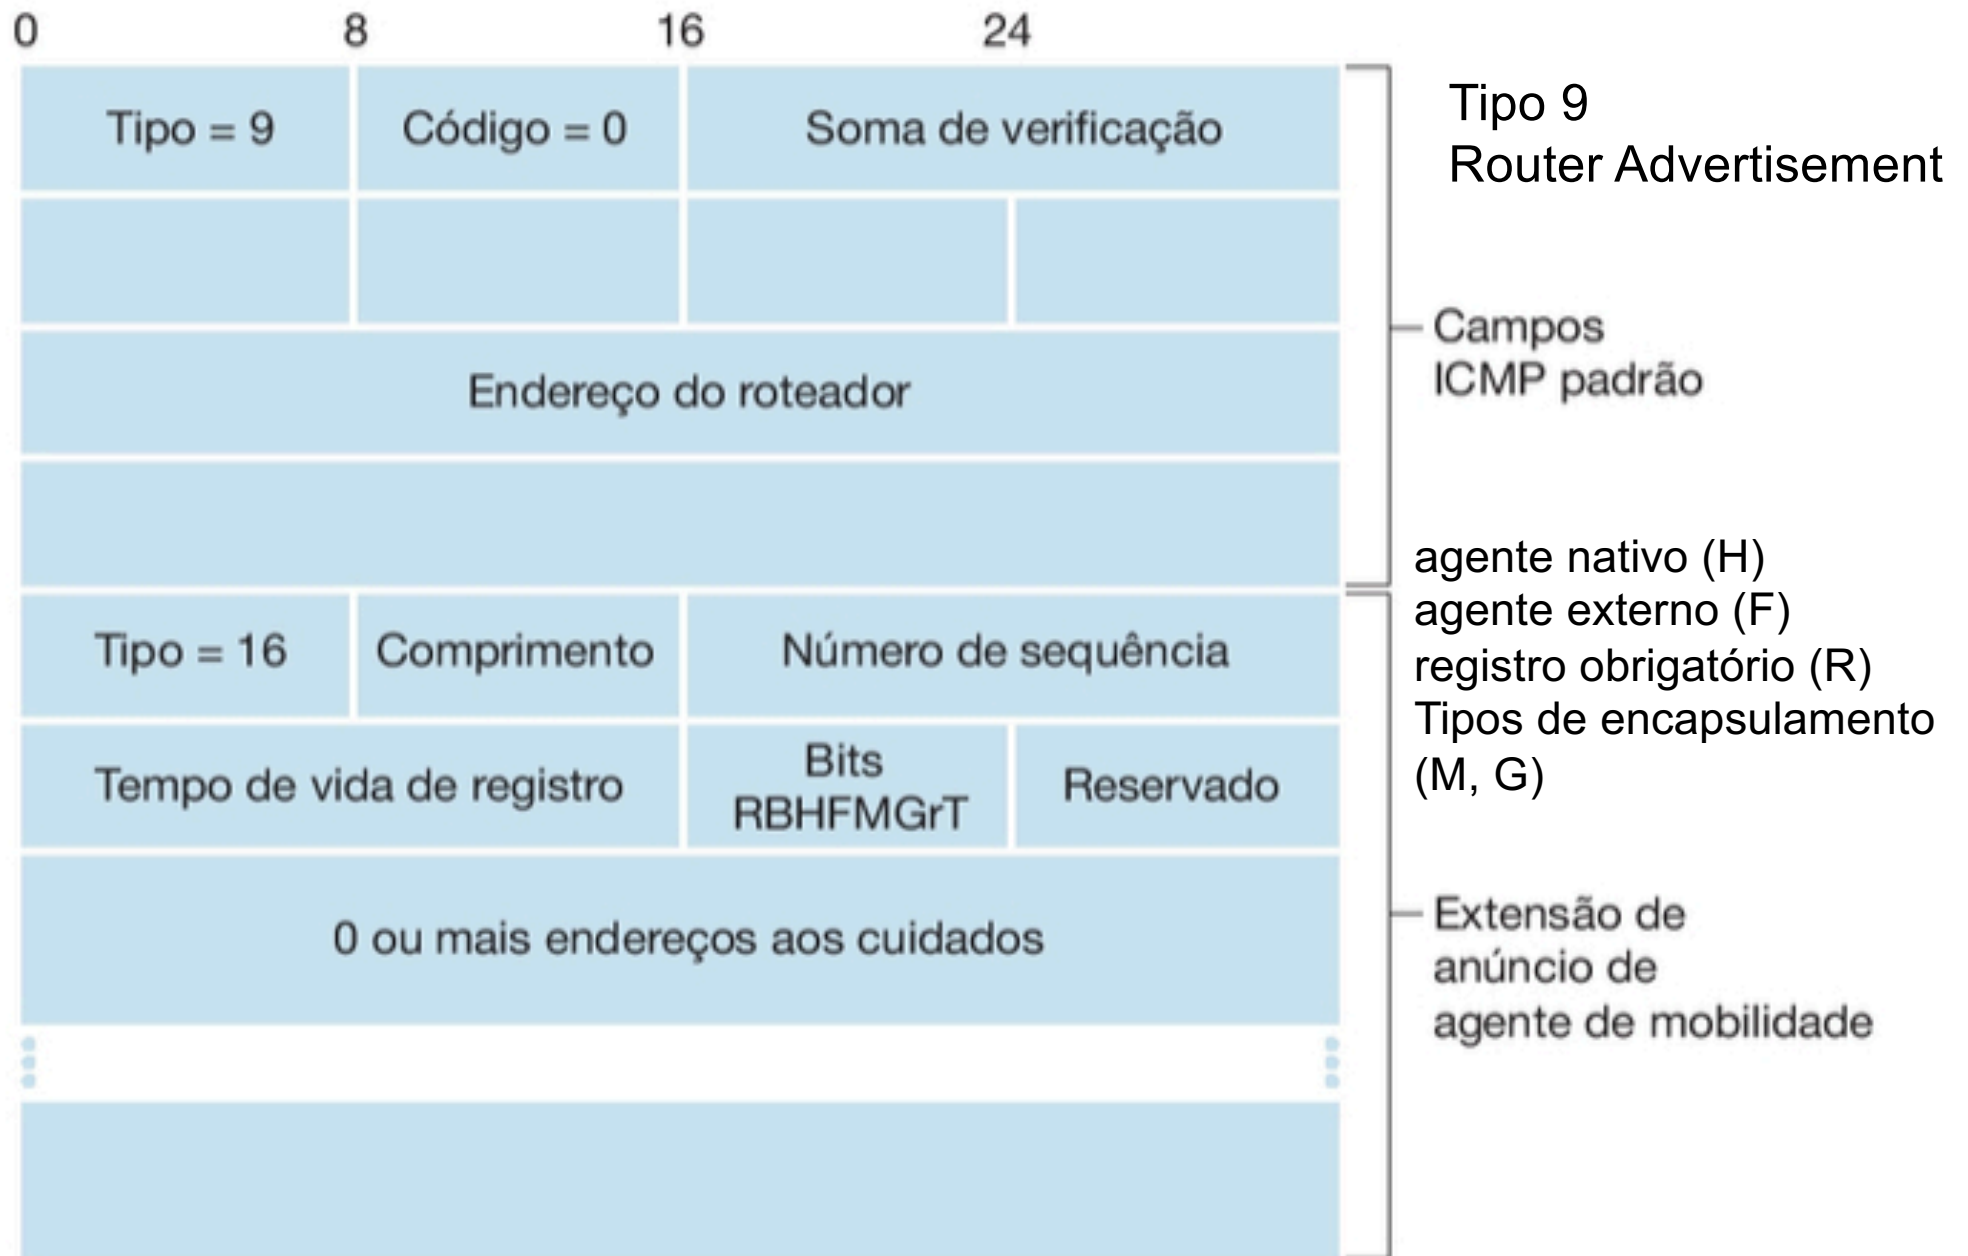 0 8 16 24
Tipo = 9 Código = 0 Soma de verificação
Tipo 9
Router Advertisement
Campos
ICMP padrão
Endereço do roteador
agente nativo (H)
agente externo (F)
registro obrigatório (R)
Tipos de encapsulamento
(M, G)
Tipo = 16 Comprimento Número de sequência
Tempo de vida de registro Bits
RBHFMGrT Reservado
0 ou mais endereços aos cuidados
Extensão de
anúncio de
agente de mobilidade